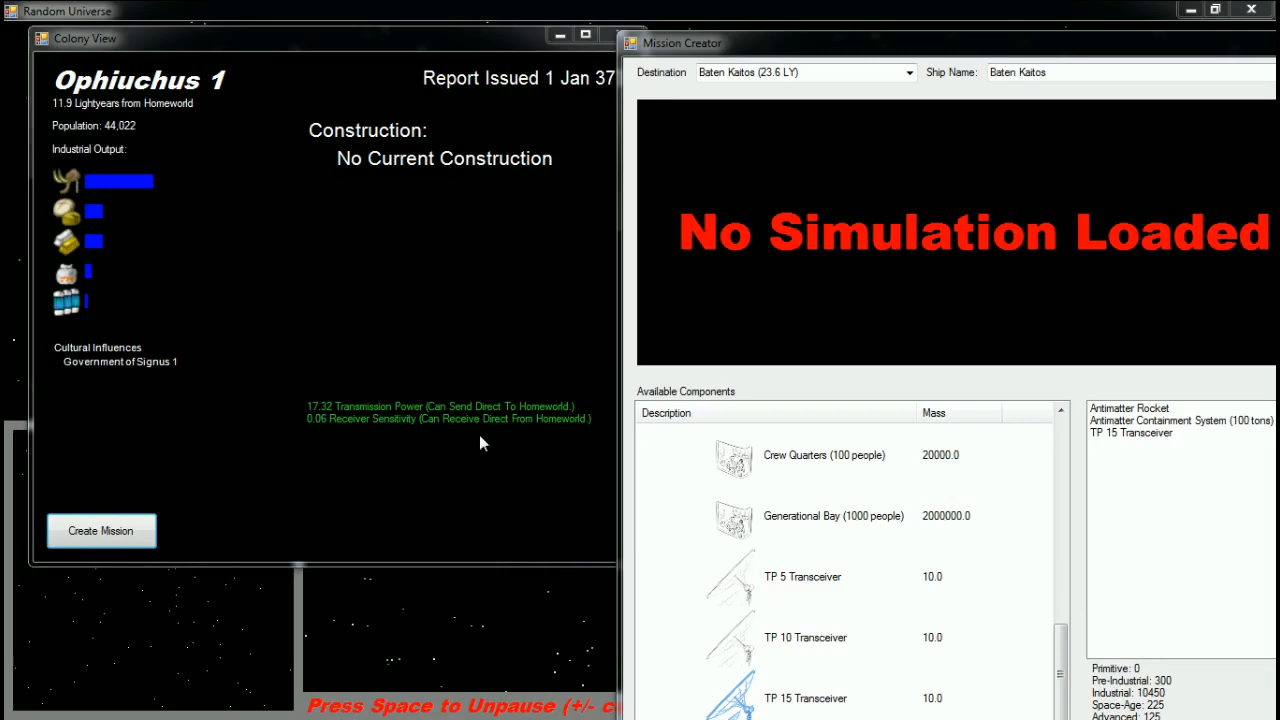 Random Universe
Colony View
Ophiuchus 1
Report Issued 1 Jan 37
11.9 Lightyears from Homeworld
Population: 44,022
Industrial Output:
Construction:
No Current Construction
Cultural Influences
Government of Signus 1
17.32 Transmission Power (Can Send Direct To Homeworld.)
0.06 Receiver Sensitivity (Can Receive Direct From Homeworld.)
Create Mission
Press Space to Unpause (+/- c
Mission Creator
Destination Baten Kaitos (23.6 LY) Ship Name: Baten Kaitos
No Simulation Loaded
Available Components
Description Mass
Crew Quarters (100 people) 20000.0
Generational Bay (1000 people) 2000000.0
TP 5 Transceiver 10.0
TP 10 Transceiver 10.0
TP 15 Transceiver 10.0
Antimatter Rocket
Antimatter Containment System (100 tons)
TP 15 Transceiver
Primitive: 0
Pre-Industrial: 300
Industrial: 10450
Space-Age: 225
Advanced: 125